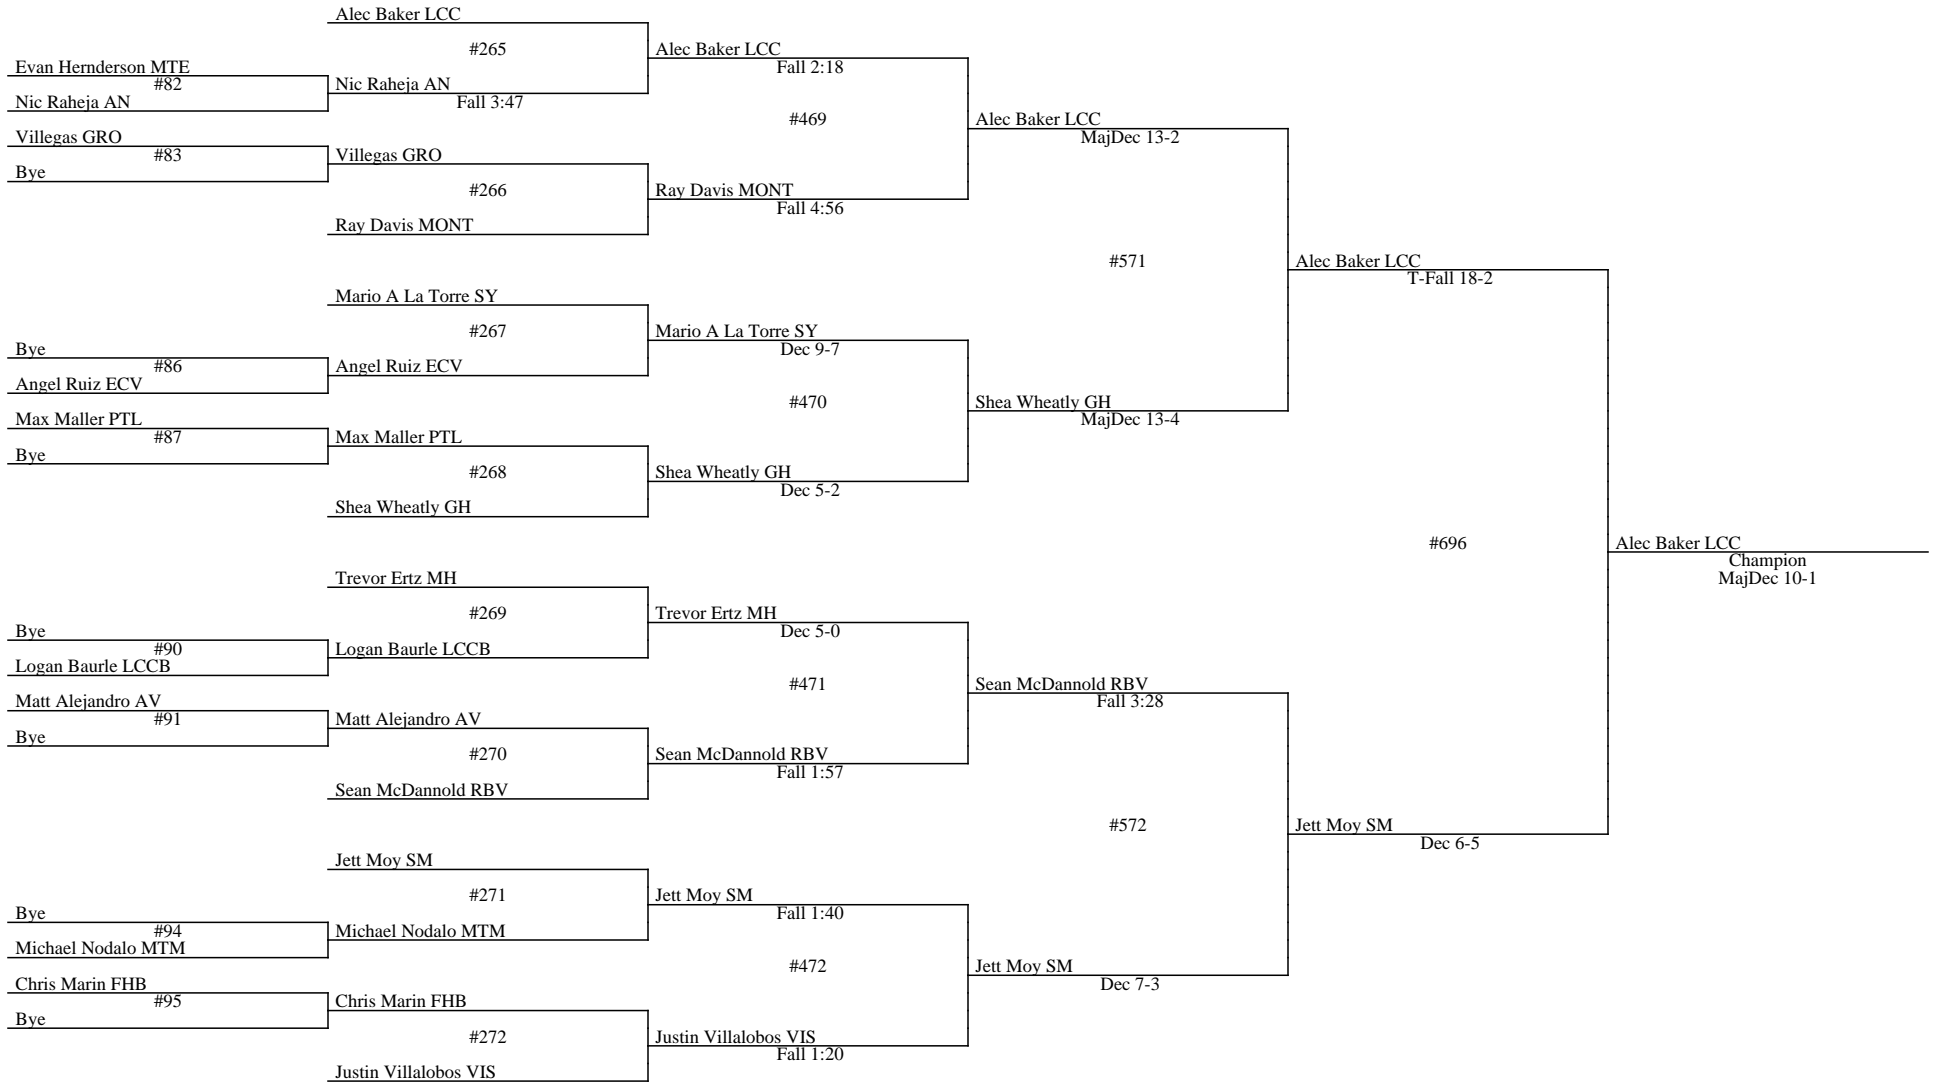 Alec Baker LCC
#265
Alec Baker LCC
Evan Hernderson MTE
Fall 2:18
#82
Nic Raheja AN
Nic Raheja AN
Fall 3:47
#469
Alec Baker LCC
Villegas GRO
MajDec 13-2
#83
Villegas GRO
Bye
#266
Ray Davis MONT
Fall 4:56
Ray Davis MONT
#571
Alec Baker LCC
T-Fall 18-2
Mario A La Torre SY
#267
Mario A La Torre SY
Bye
Dec 9-7
#86
Angel Ruiz ECV
Angel Ruiz ECV
#470
Shea Wheatly GH
Max Maller PTL
MajDec 13-4
#87
Max Maller PTL
Bye
#268
Shea Wheatly GH
Dec 5-2
Shea Wheatly GH
#696
Alec Baker LCC
Champion
MajDec 10-1
Trevor Ertz MH
#269
Trevor Ertz MH
Bye
Dec 5-0
#90
Logan Baurle LCCB
Logan Baurle LCCB
#471
Sean McDannold RBV
Matt Alejandro AV
Fall 3:28
#91
Matt Alejandro AV
Bye
#270
Sean McDannold RBV
Fall 1:57
Sean McDannold RBV
#572
Jett Moy SM
Dec 6-5
Jett Moy SM
#271
Jett Moy SM
Bye
Fall 1:40
#94
Michael Nodalo MTM
Michael Nodalo MTM
#472
Jett Moy SM
Chris Marin FHB
Dec 7-3
#95
Chris Marin FHB
Bye
#272
Justin Villalobos VIS
Fall 1:20
Justin Villalobos VIS